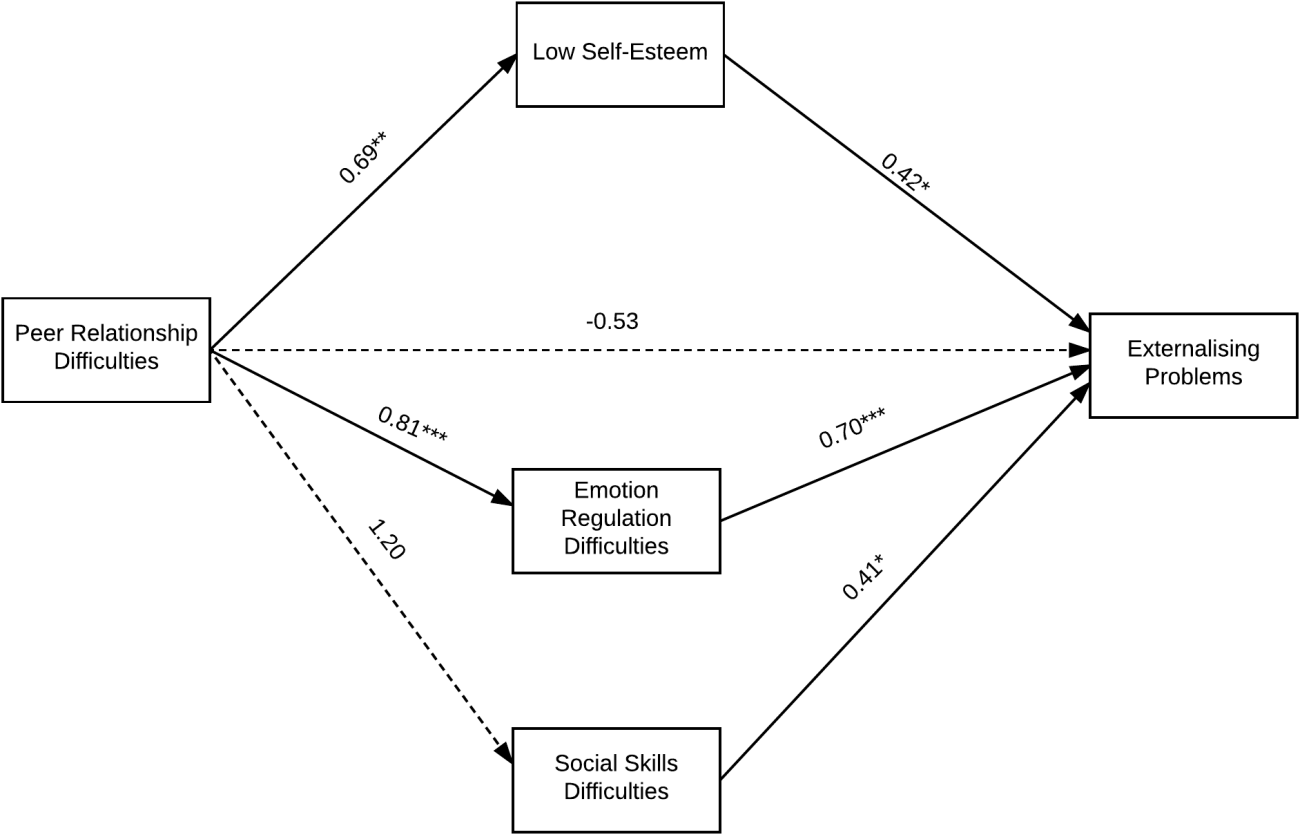 Low Self-Esteem
0.69**
0.42*
Peer Relationship
Difficulties
-0.53
Externalising
Problems
0.81***
0.70***
Emotion
Regulation
Difficulties
1.20
0.41*
Social Skills
Difficulties